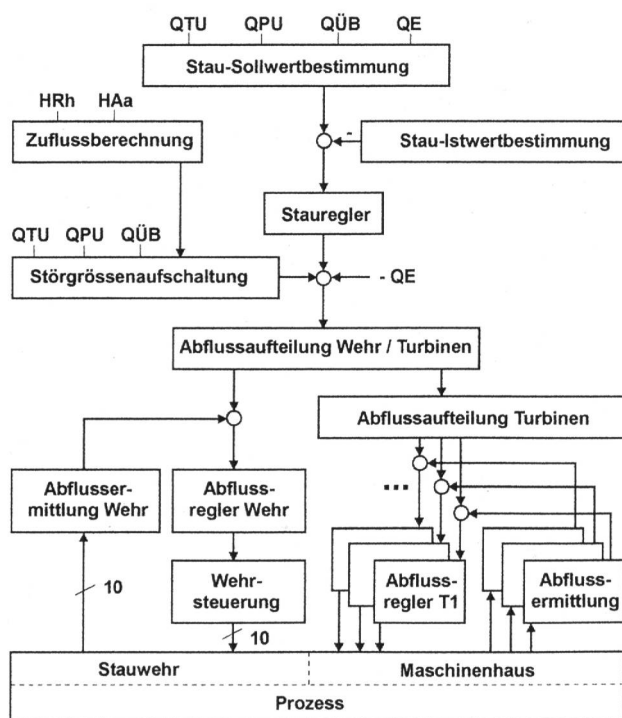 QTU QPU QÜB QE
Stau-Sollwertbestimmung
HRh HAa
Zuflussberechnung
Stau-Istwertbestimmung
-
Stauregler
QTU QPU QÜB
Störgrössenaufschaltung
- QE
Abflussaufteilung Wehr / Turbinen
Abflussaufteilung Turbinen
Abflusser-
mittlung Wehr
Abfluss-
regler Wehr
...
Wehr-
steuerung
Abfluss-
regler T1
Abfluss-
ermittlung
10
10
Stauwehr
Maschinenhaus
Prozess